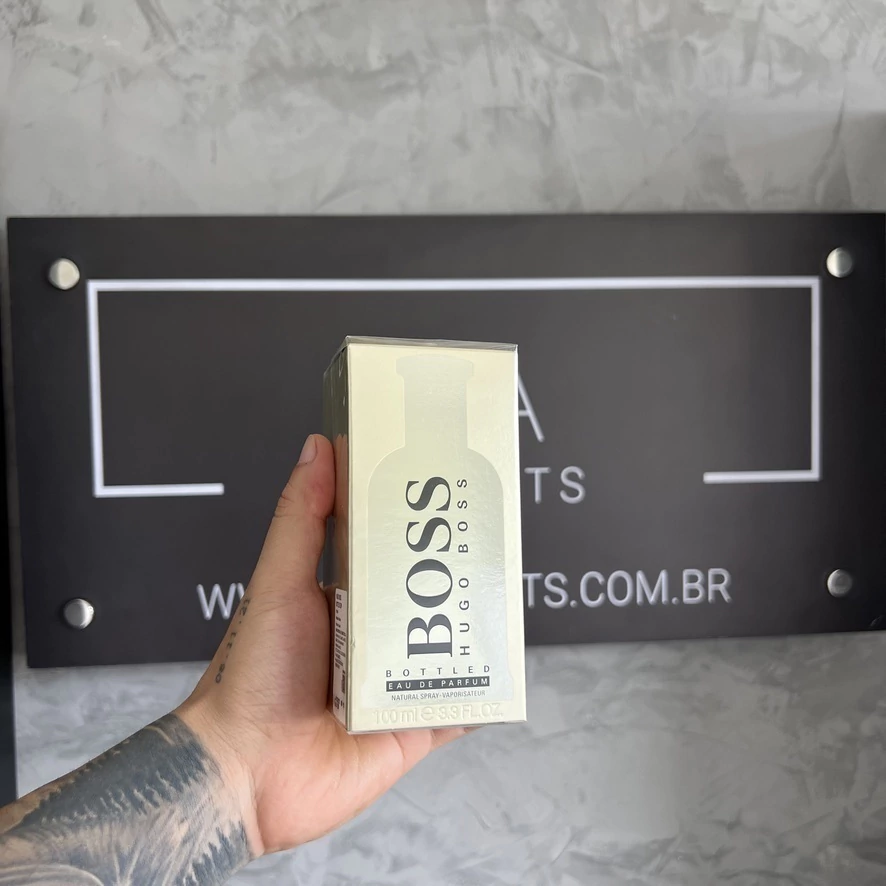 A
TS
WW
TS.COM.BR
BOSS
HUGO BOSS
BOTTLED
EAU DE PARFUM
NATURAL SPRAY-VAPORISATEUR
100 ml e 3.3 FL.OZ.